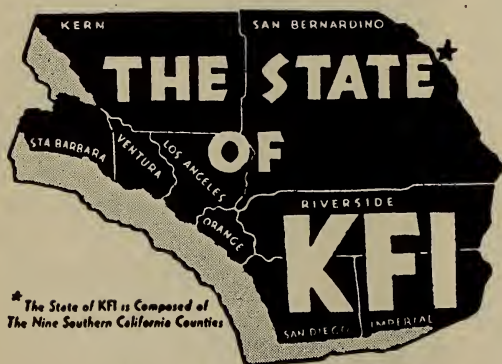 KERN
SAN BERNARDINO
THE STATE*
OF
STA BARBARA
VENTURA
LOS ANGELES
ORANGE
RIVERSIDE
KFI
SAN DIEGO
IMPERIAL
* The State of KFI is Composed of
The Nine Southern California Counties